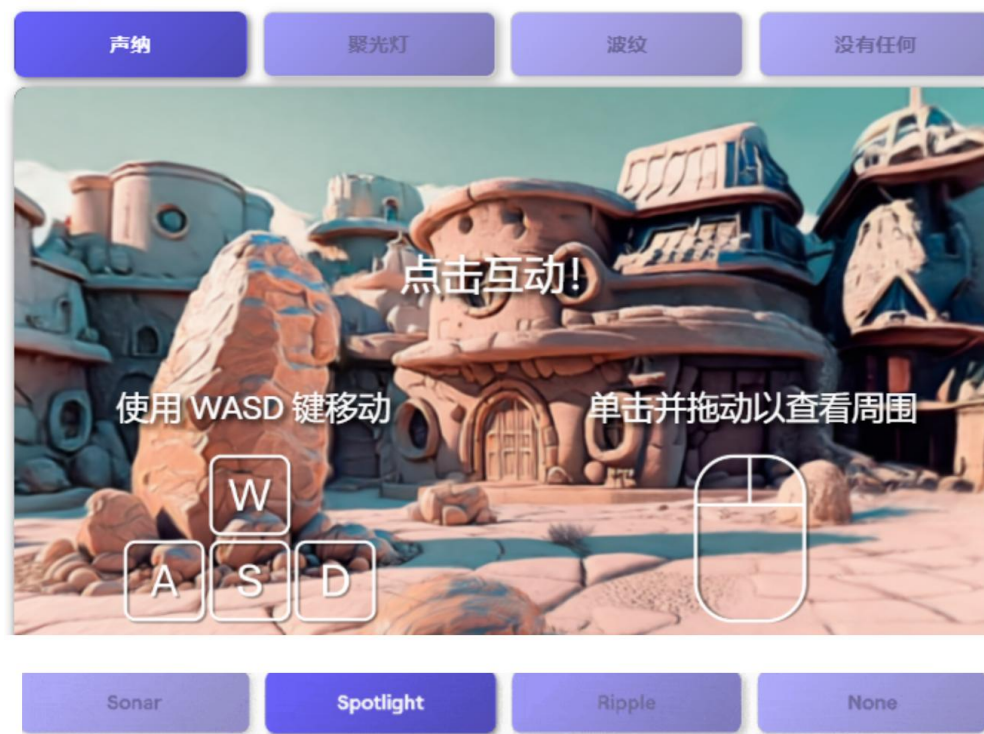 声纳 聚光灯 波纹 没有任何
点击互动!
使用 WASD 键移动 单击并拖动以查看周围
W
A S D
Sonar Spotlight Ripple None